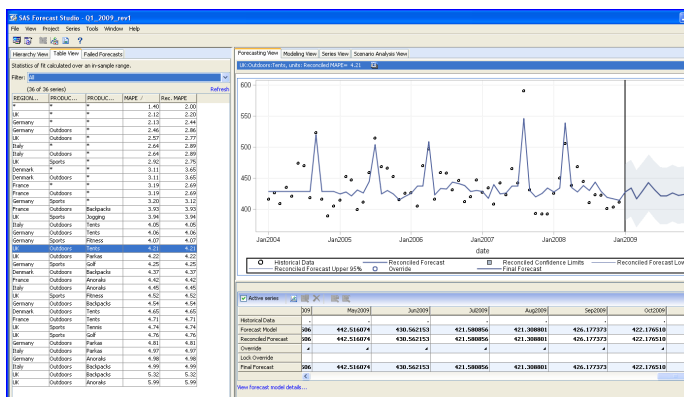 SAS Forecast Studio - Q1_2009_rev1
File View Project Series Tools Window Help
Hierarchy View Table View Failed Forecasts
Statistics of fit calculated over an in-sample range.
Filter: All
(36 of 36 series) Refresh
REGION... PRODUC... PRODUC... MAPE / Rec. MAPE
* * * 1.40 2.00
UK * * 2.12 2.20
Germany * * 2.13 2.44
Germany Outdoors * 2.46 2.86
UK Outdoors * 2.57 2.77
Italy * * 2.64 2.89
Italy Outdoors * 2.64 2.89
UK Sports * 2.92 2.75
Denmark * * 3.11 3.65
Denmark Outdoors * 3.11 3.65
France * * 3.19 2.69
France Outdoors * 3.19 2.69
Germany Sports * 3.20 3.12
France Outdoors Backpacks 3.93 3.93
UK Sports Jogging 3.94 3.94
Italy Outdoors Tents 4.05 4.05
Germany Outdoors Tents 4.06 4.06
Germany Sports Fitness 4.07 4.07
UK Outdoors Tents 4.21 4.21
UK Outdoors Parkas 4.22 4.22
Germany Sports Golf 4.25 4.25
Denmark Outdoors Backpacks 4.37 4.37
France Outdoors Anoraks 4.42 4.42
Italy Outdoors Anoraks 4.45 4.45
UK Sports Fitness 4.52 4.52
Germany Outdoors Backpacks 4.54 4.54
Denmark Outdoors Tents 4.65 4.65
France Outdoors Tents 4.71 4.71
UK Sports Tennis 4.74 4.74
UK Sports Golf 4.76 4.76
Germany Outdoors Parkas 4.81 4.81
Italy Outdoors Parkas 4.97 4.97
Germany Outdoors Anoraks 4.98 4.98
Italy Outdoors Backpacks 4.99 4.99
UK Outdoors Backpacks 5.32 5.32
UK Outdoors Anoraks 5.99 5.99
Forecasting View Modeling View Series View Scenario Analysis View
UK:Outdoors:Tents, units: Reconciled MAPE= 4.21
600
550
500
450
400
Jan2004 Jan2005 Jan2006 Jan2007 Jan2008 Jan2009
date
Historical Data Reconciled Forecast Reconciled Confidence Limits Reconciled Forecast Low
Reconciled Forecast Upper 95% Override Final Forecast
Active series
009 May2009 Jun2009 Jul2009 Aug2009 Sep2009 Oct2009
Historical Data . . . . . .
Forecast Model 506 442.516074 430.562153 421.580856 421.308801 426.177373 422.176510
Reconciled Forecast 506 442.516074 430.562153 421.580856 421.308801 426.177373 422.176510
Override
Lock Override
Final Forecast 506 442.516074 430.562153 421.580856 421.308801 426.177373 422.176510
View forecast model details...